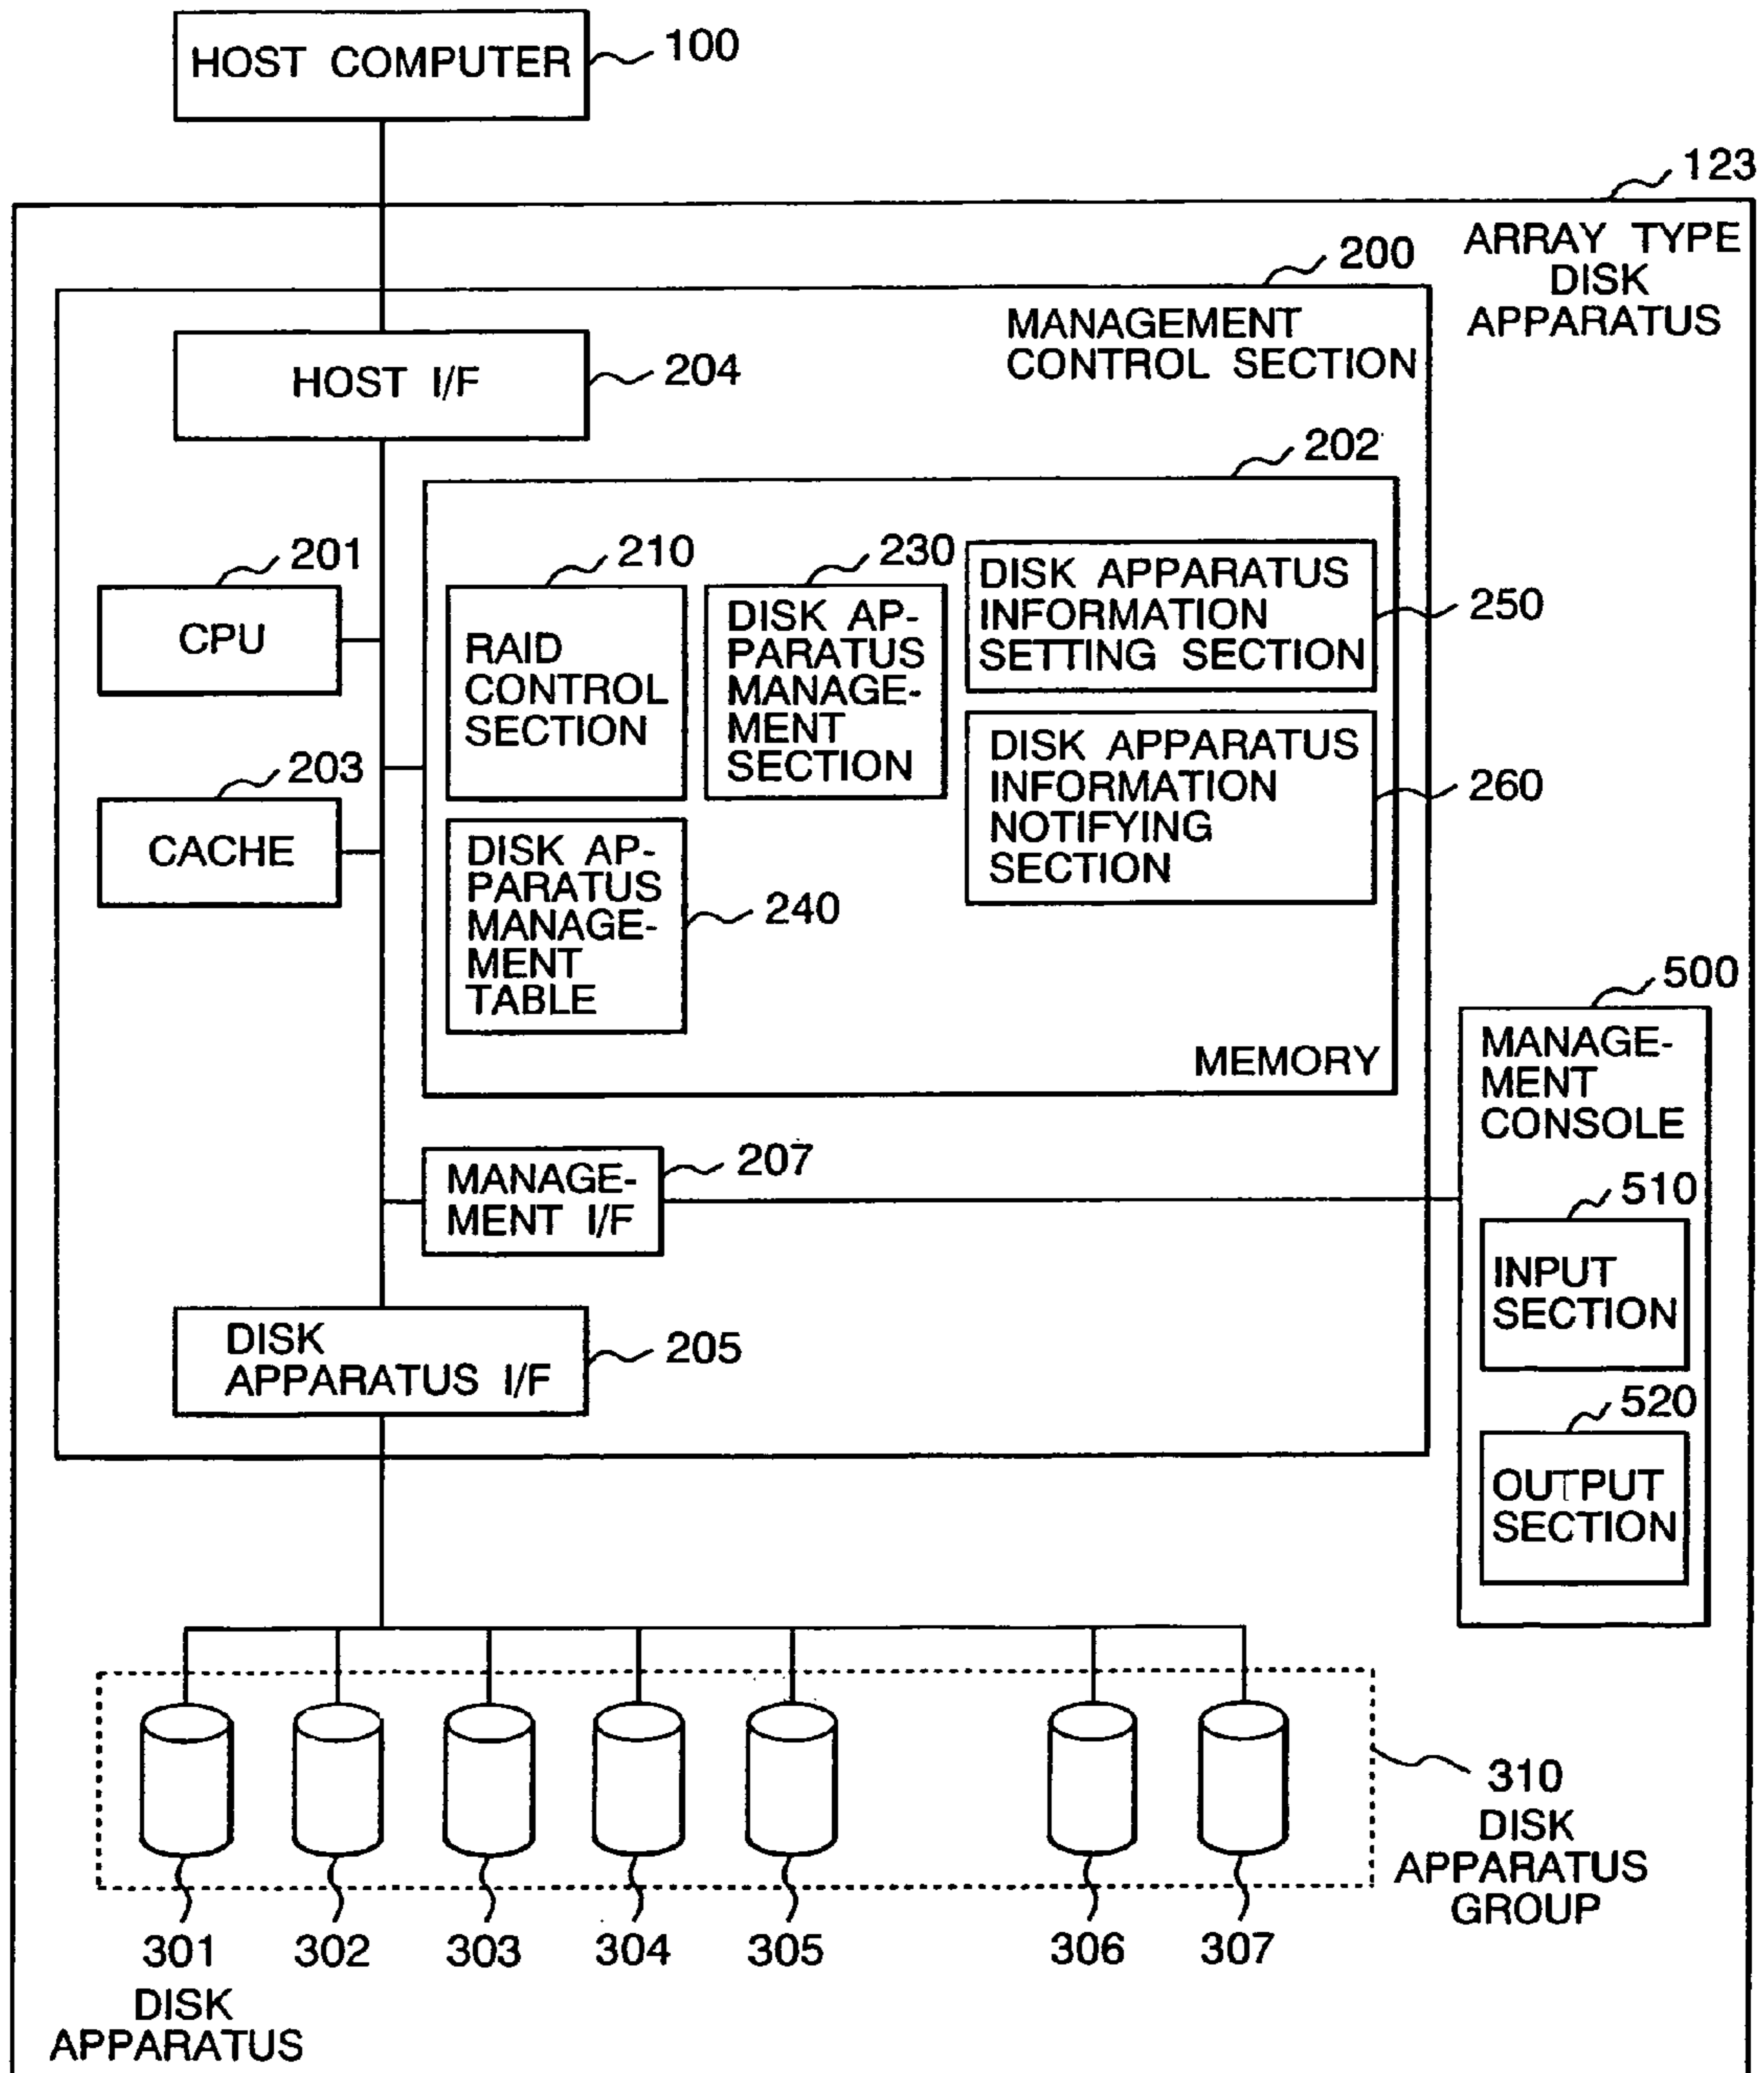 HOST COMPUTER
100
123
ARRAY TYPE
DISK
APPARATUS
200
MANAGEMENT
CONTROL SECTION
HOST I/F
204
202
201
CPU
203
CACHE
210
RAID
CONTROL
SECTION
230
DISK AP-
PARATUS
MANAGE-
MENT
SECTION
DISK APPARATUS
INFORMATION
SETTING SECTION
250
DISK APPARATUS
INFORMATION
NOTIFYING
SECTION
260
DISK AP-
PARATUS
MANAGE-
MENT
TABLE
240
MEMORY
MANAGE-
MENT I/F
207
500
MANAGE-
MENT
CONSOLE
510
INPUT
SECTION
520
OUTPUT
SECTION
DISK
APPARATUS I/F
205
310
DISK
APPARATUS
GROUP
301
DISK
APPARATUS
302
303
304
305
306
307